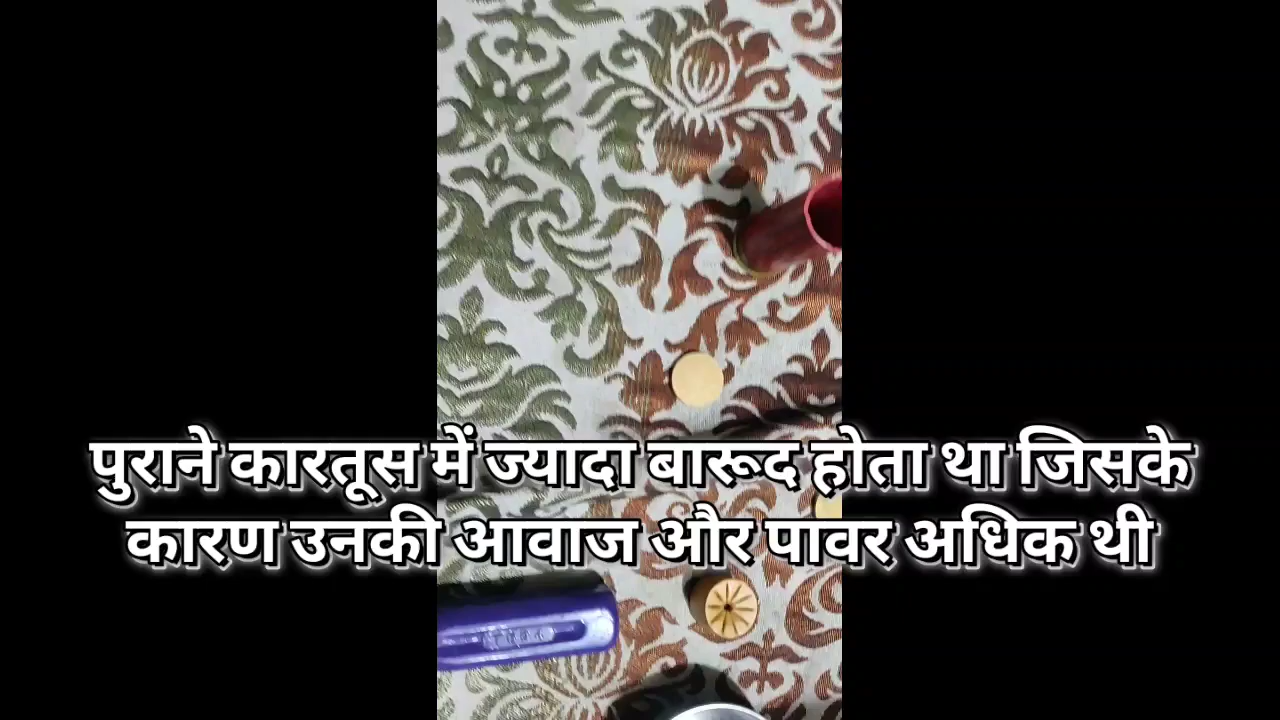 पुराने कारतूस में ज्यादा बारूद होता था जिसके
कारण उनकी आवाज और पावर अधिक थी